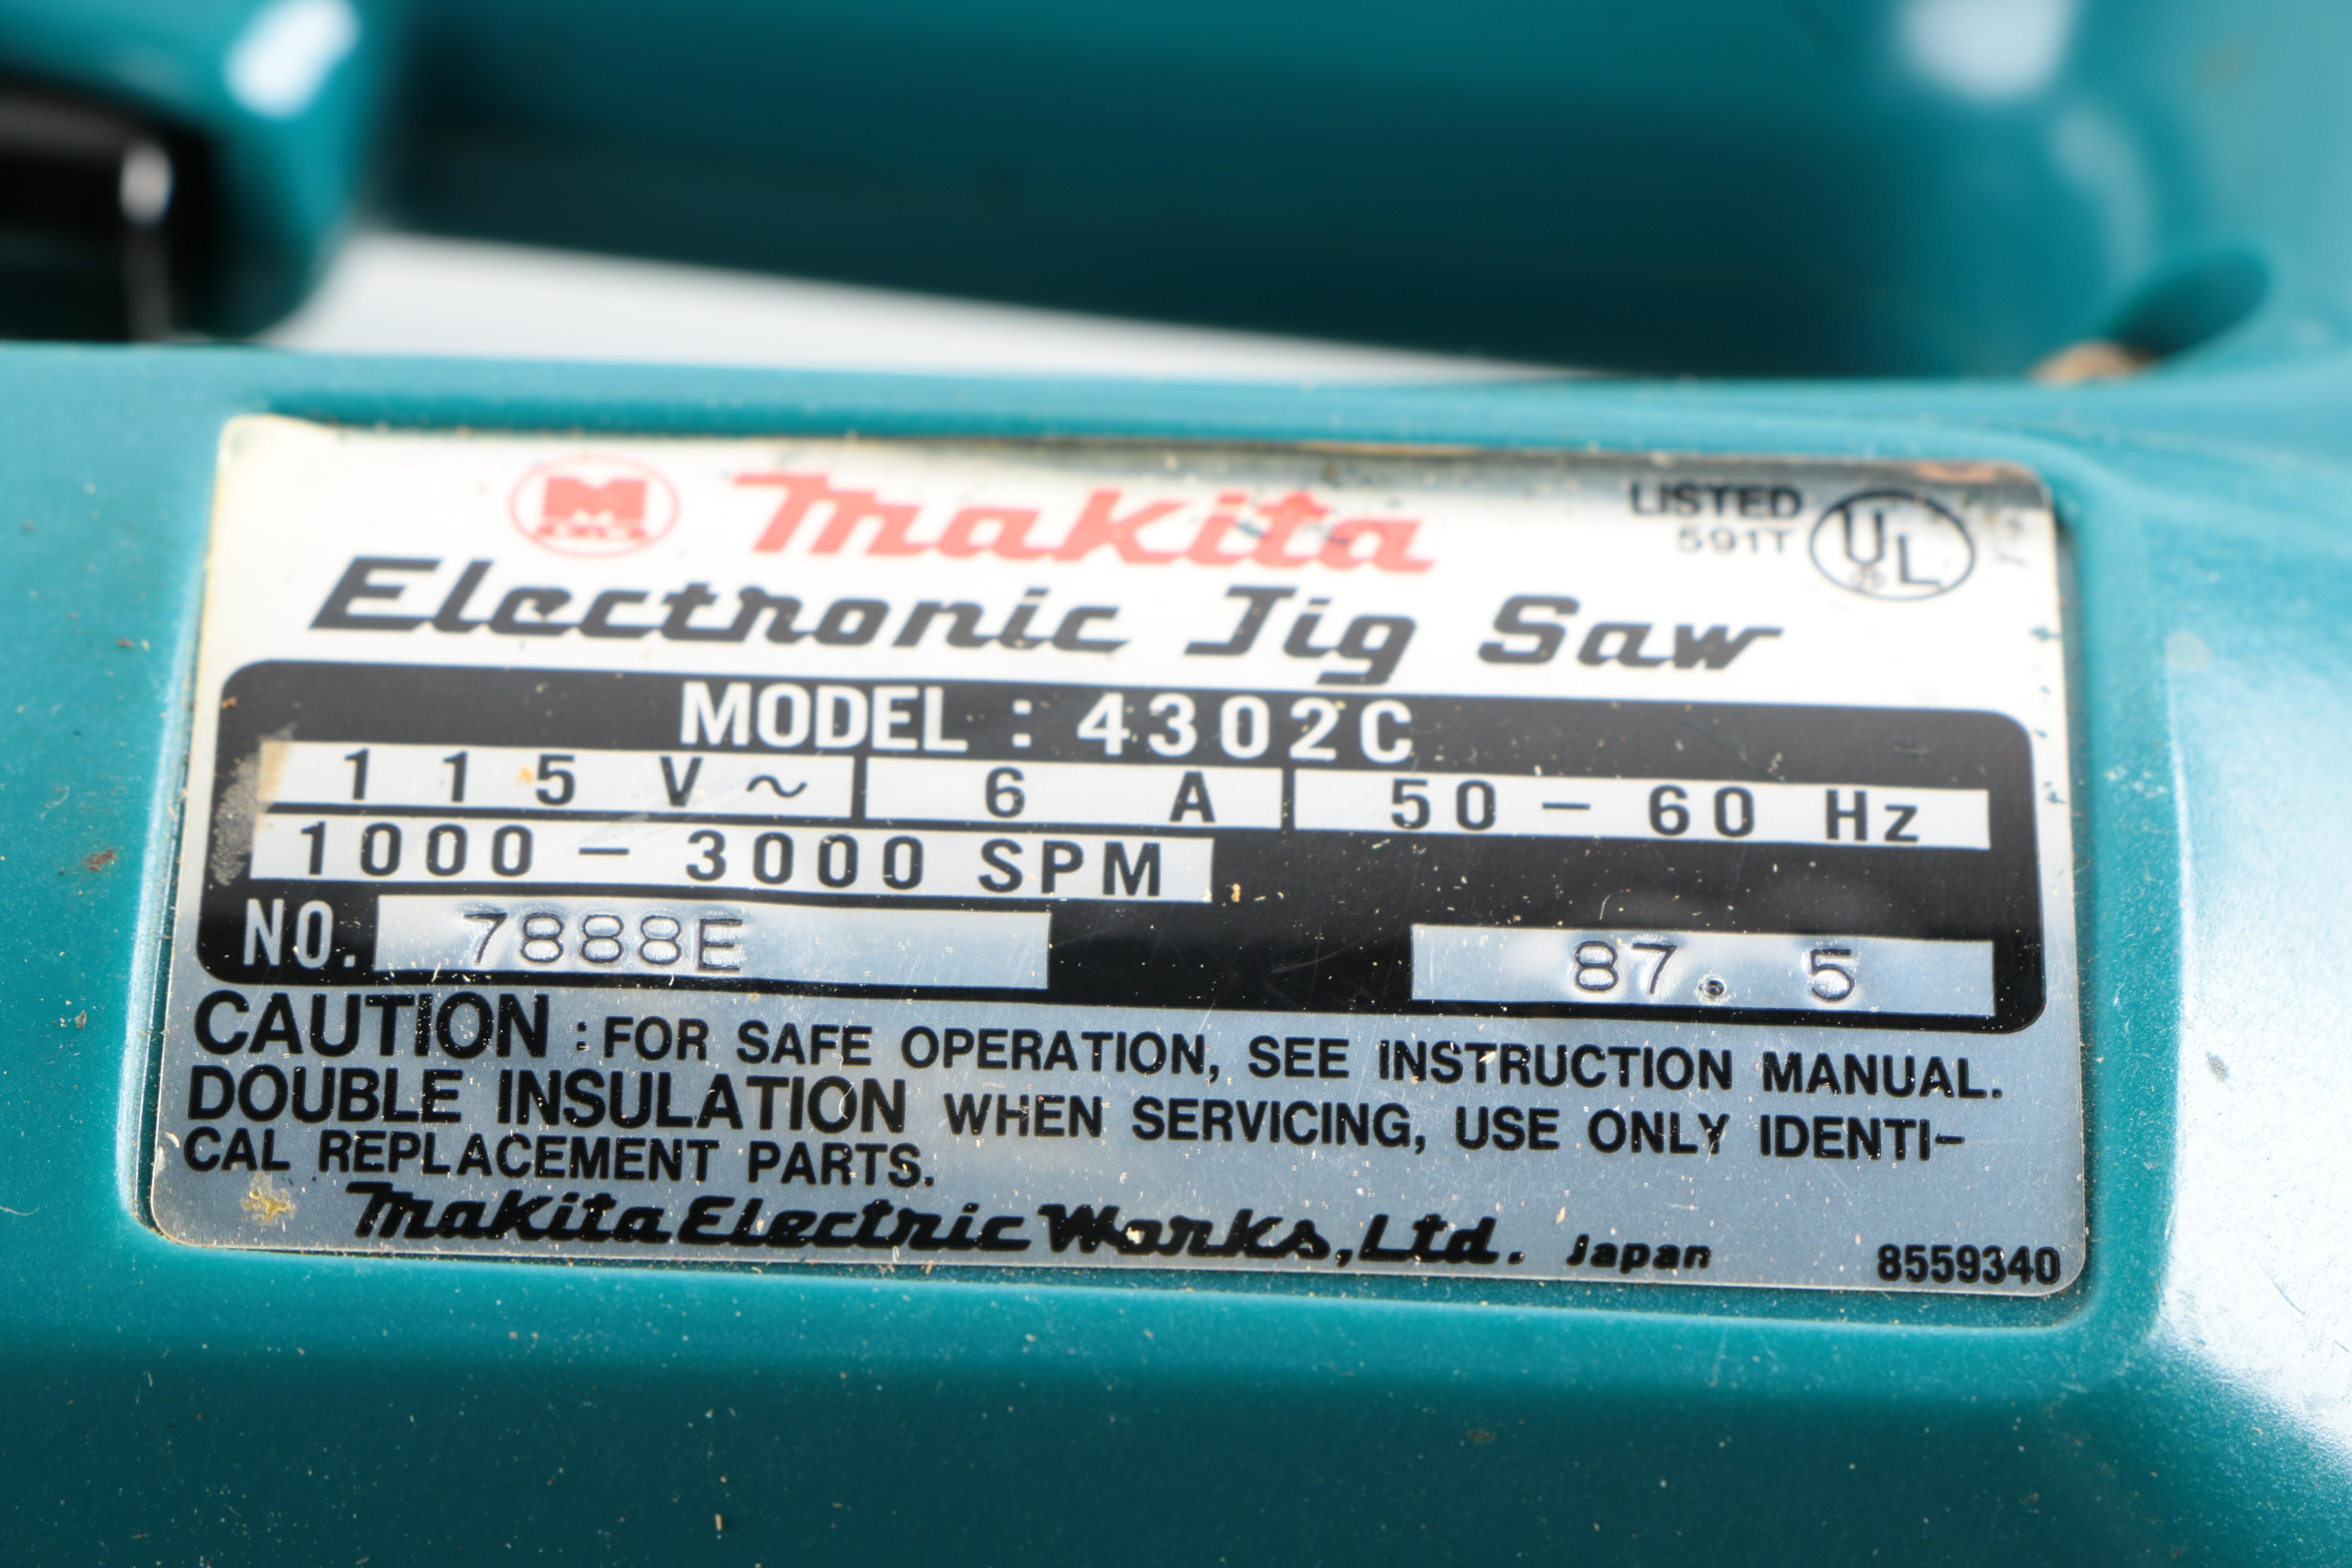 M
makita
LISTED
591T
UL
Electronic Jig Saw
MODEL : 4302C
115 V ~ 6 A 50 – 60 Hz
1000 – 3000 SPM
NO. 7888E 87. 5
CAUTION : FOR SAFE OPERATION, SEE INSTRUCTION MANUAL.
DOUBLE INSULATION WHEN SERVICING, USE ONLY IDENTI-
CAL REPLACEMENT PARTS.
Makita Electric Works, Ltd. Japan 8559340